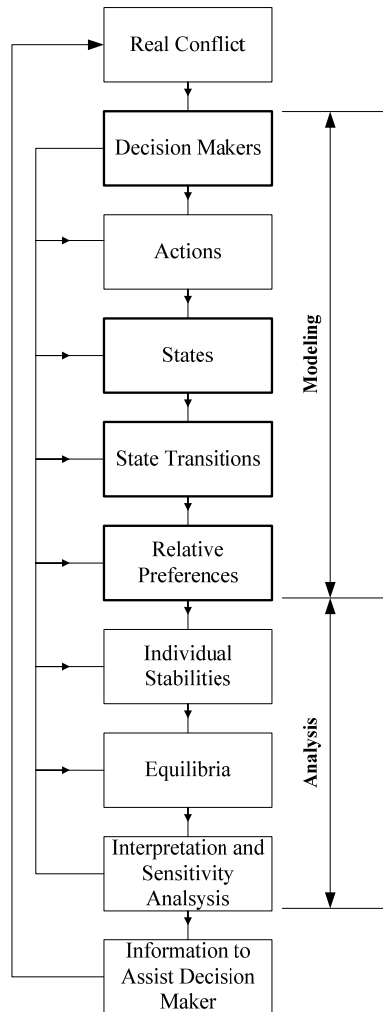 Real Conflict
Decision Makers
Actions
States
State Transitions
Relative
Preferences
Individual
Stabilities
Equilibria
Interpretation and
Sensitivity
Analsysis
Information to
Assist Decision
Maker
Modeling
Analysis